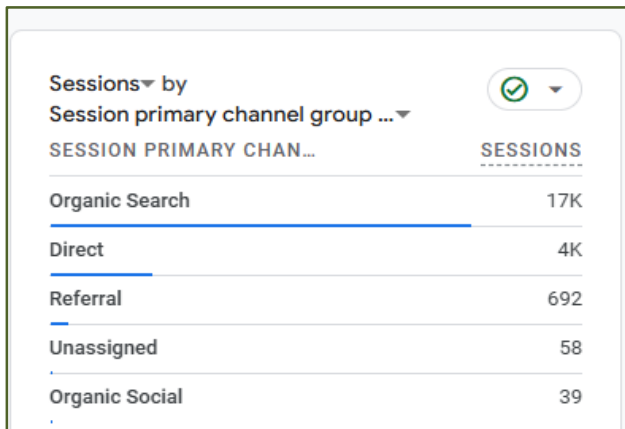 Sessions by
Session primary channel group ...
SESSION PRIMARY CHAN... SESSIONS
Organic Search 17K
Direct 4K
Referral 692
Unassigned 58
Organic Social 39